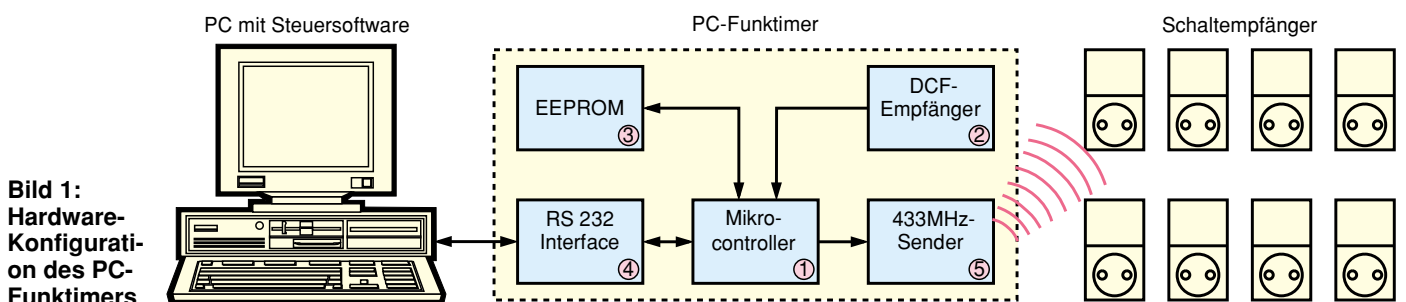 PC mit Steuersoftware
PC-Funktimer
Schaltempfänger
EEPROM
3
DCF-
Empfänger
2
RS 232
Interface
4
Mikro-
controller
1
433MHz-
Sender
5
Bild 1:
Hardware-
Konfigurati-
on des PC-
Funktimers